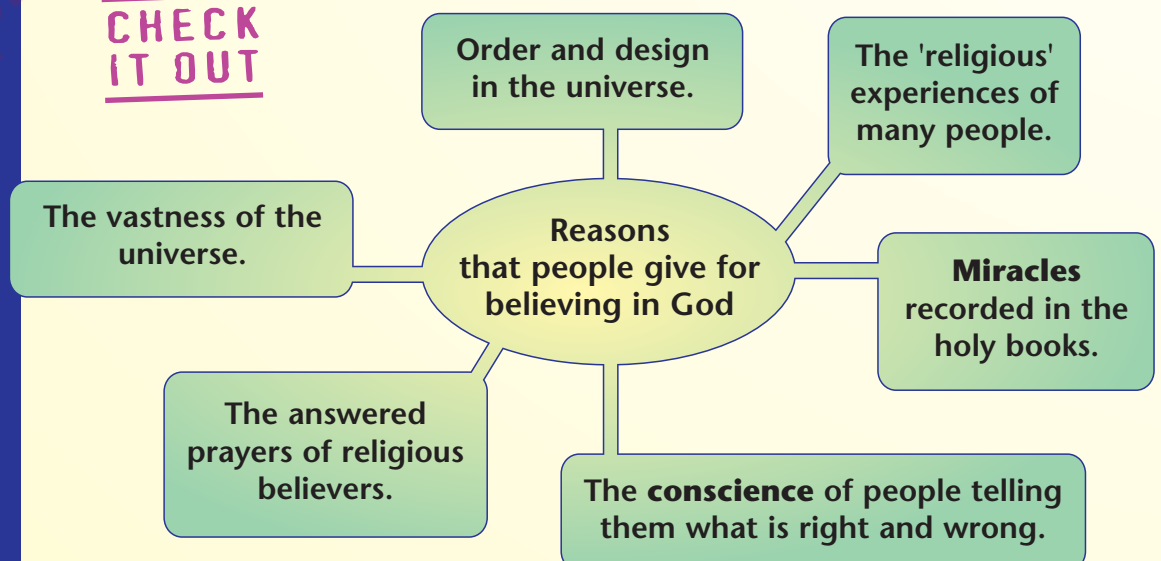 CHECK
IT OUT
Order and design
in the universe.
The 'religious'
experiences of
many people.
The vastness of the
universe.
Reasons
that people give for
believing in God
Miracles
recorded in the
holy books.
The answered
prayers of religious
believers.
The conscience of people telling
them what is right and wrong.